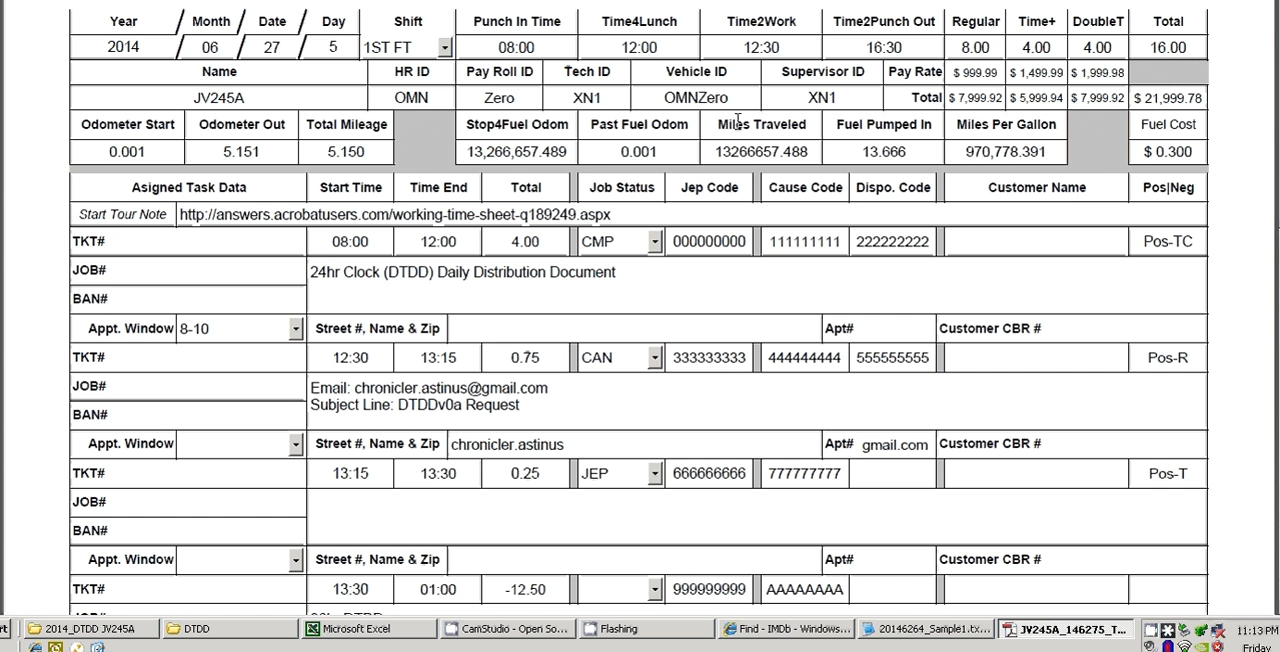 Year Month Date Day Shift Punch In Time Time4Lunch Time2Work Time2Punch Out Regular Time+ DoubleT Total
2014 06 27 5 1ST FT 08:00 12:00 12:30 16:30 8.00 4.00 4.00 16.00
Name HR ID Pay Roll ID Tech ID Vehicle ID Supervisor ID Pay Rate $ 999.99 $ 1,499.99 $ 1,999.98
JV245A OMN Zero XN1 OMNZero XN1 Total $ 7,999.92 $ 5,999.94 $ 7,999.92 $ 21,999.78
Odometer Start Odometer Out Total Mileage Stop4Fuel Odom Past Fuel Odom Miles Traveled Fuel Pumped In Miles Per Gallon Fuel Cost
0.001 5.151 5.150 13,266,657.489 0.001 13266657.488 13.666 970,778.391 $ 0.300
Asigned Task Data Start Time Time End Total Job Status Jep Code Cause Code Dispo. Code Customer Name Pos|Neg
Start Tour Note http://answers.acrobatusers.com/working-time-sheet-q189249.aspx
TKT# 08:00 12:00 4.00 CMP 000000000 111111111 222222222 Pos-TC
JOB# 24hr Clock (DTDD) Daily Distribution Document
BAN#
Appt. Window 8-10 Street #, Name & Zip Apt# Customer CBR #
TKT# 12:30 13:15 0.75 CAN 333333333 444444444 555555555 Pos-R
JOB# Email: chronicler.astinus@gmail.com
BAN# Subject Line: DTDDv0a Request
Appt. Window Street #, Name & Zip chronicler.astinus Apt# gmail.com Customer CBR #
TKT# 13:15 13:30 0.25 JEP 666666666 777777777 Pos-T
JOB#
BAN#
Appt. Window Street #, Name & Zip Apt# Customer CBR #
TKT# 13:30 01:00 -12.50 999999999 AAAAAAAA
JOB#
rt 2014_DTDD JV245A DTDD Microsoft Excel CamStudio - Open So... Flashing Find - IMDb - Windows... 20146264_Sample1.tx... JV245A_146275_T... 11:13 PM
Friday